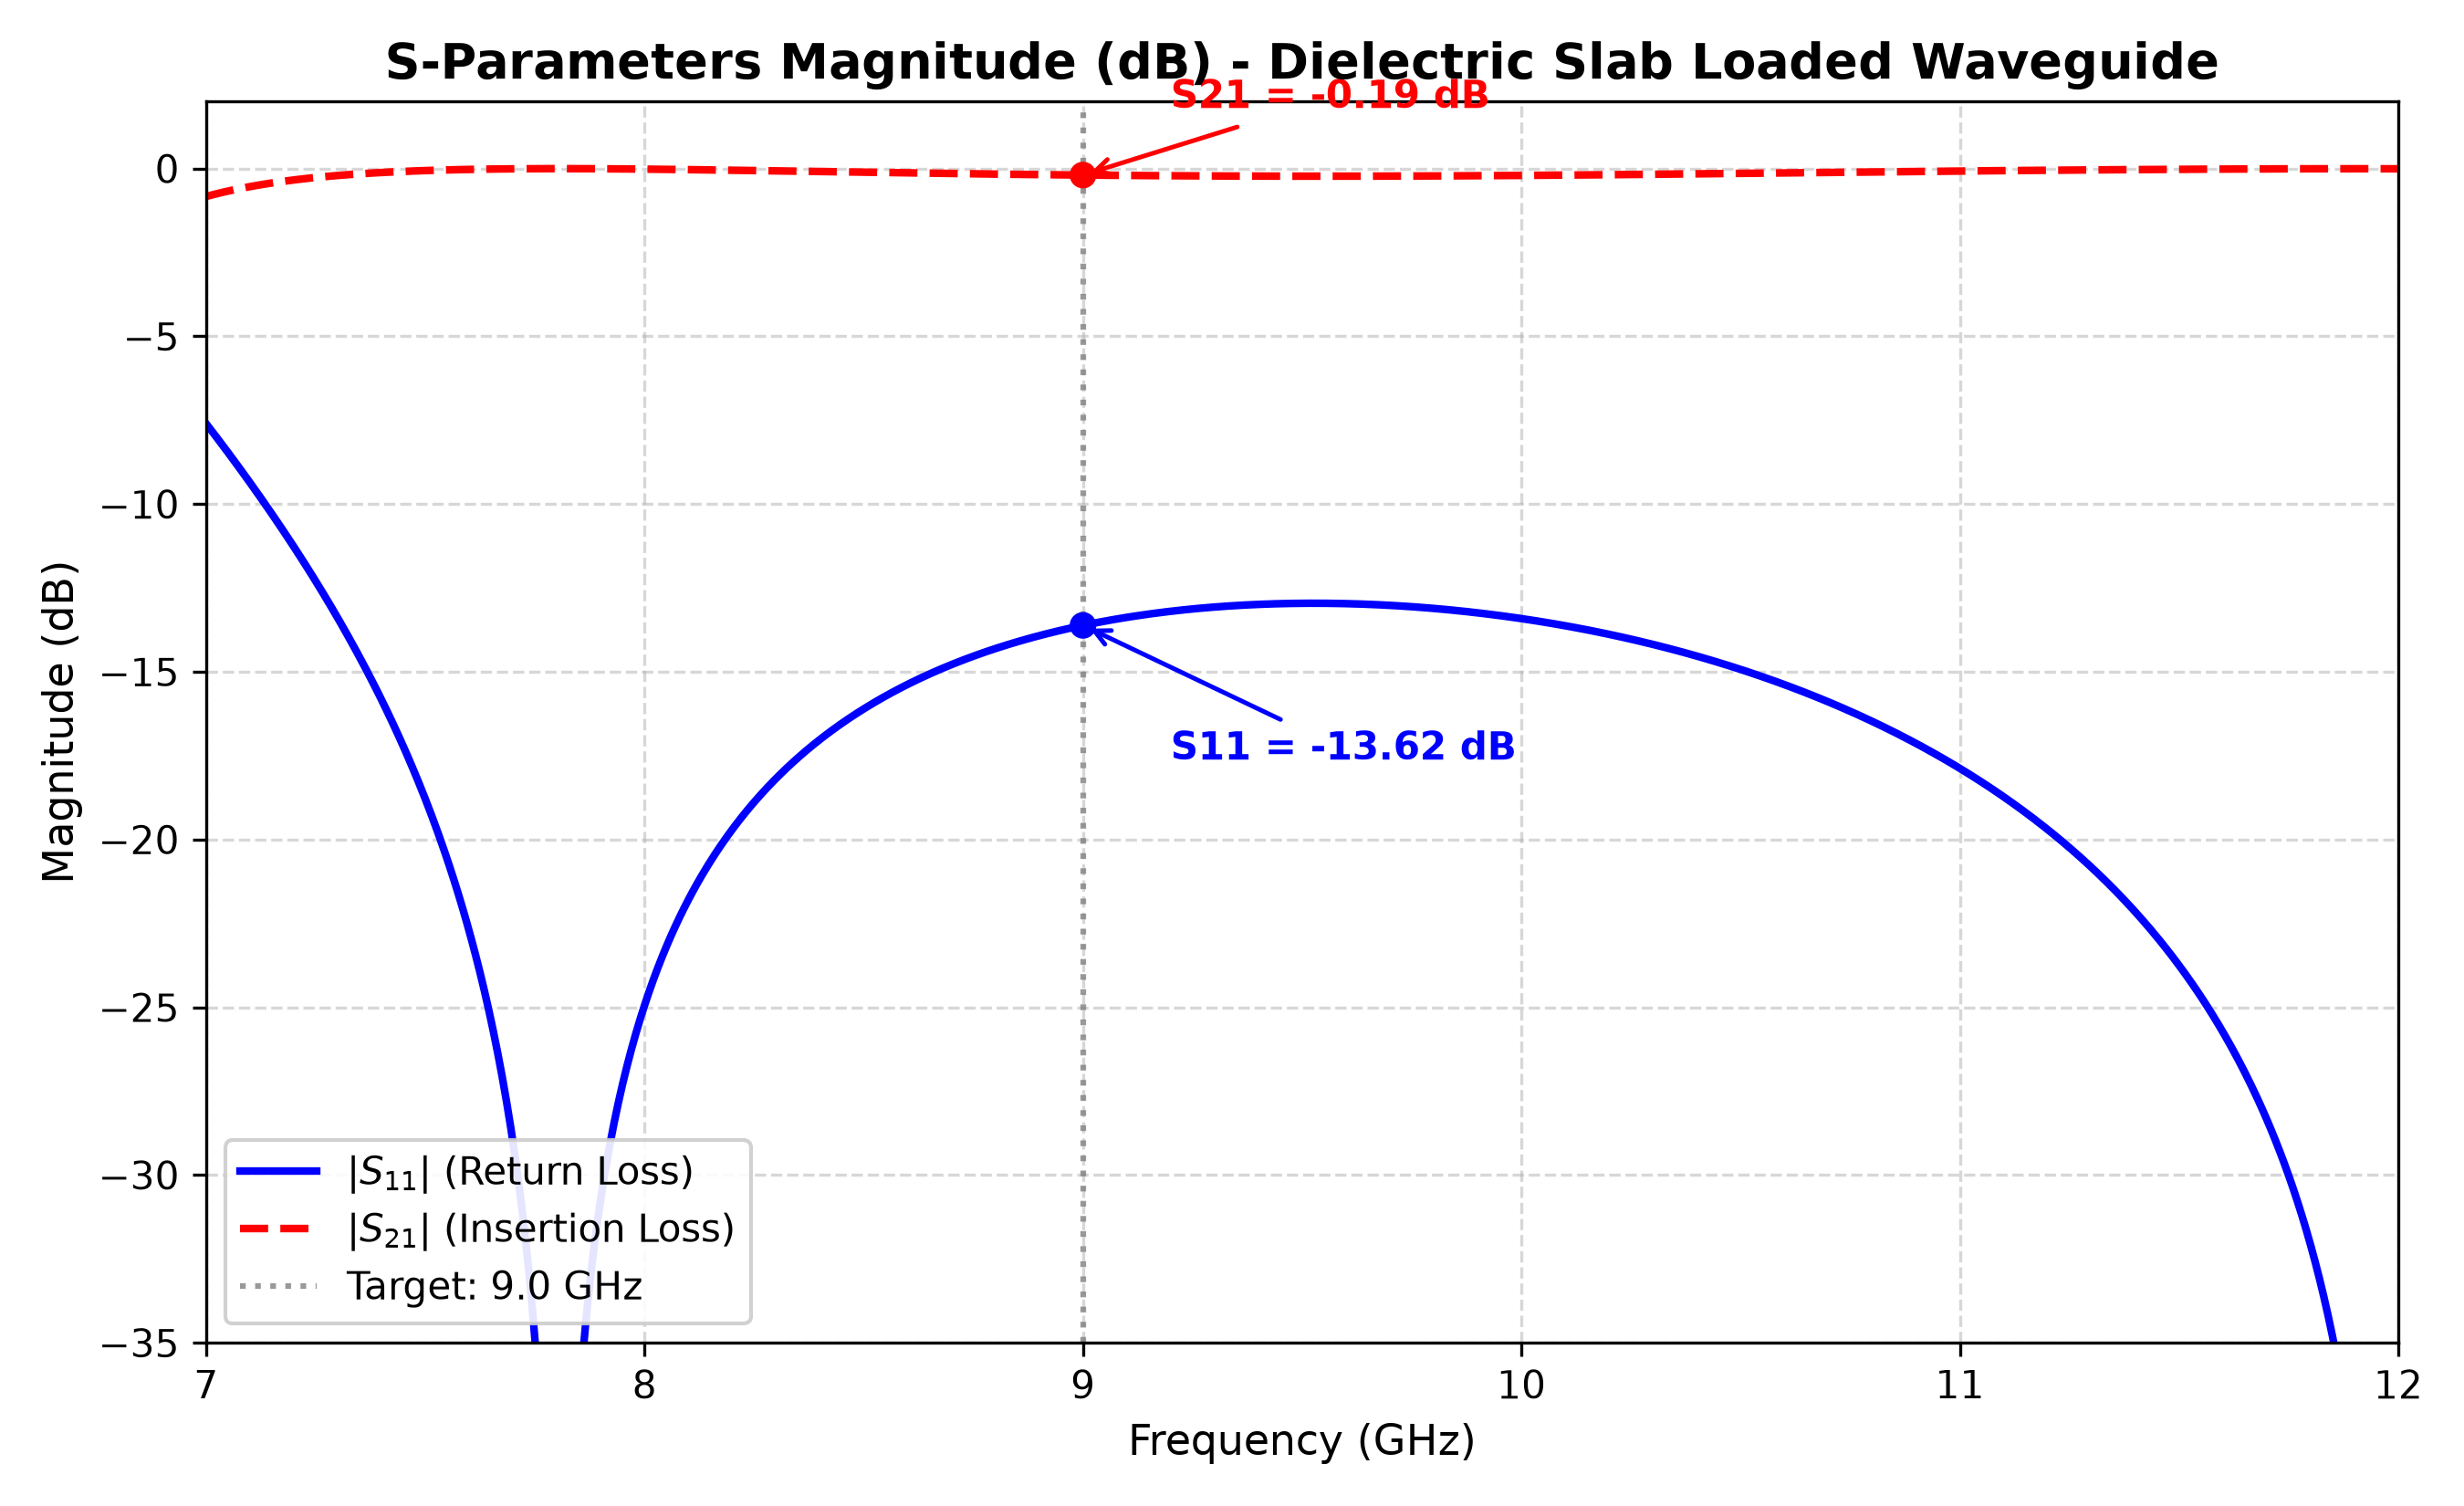 S-Parameters Magnitude (dB) - Dielectric Slab Loaded Waveguide
S21 = -0.19 dB
0
−5
−10
−15
−20
−25
−30
−35
Magnitude (dB)
S11 = -13.62 dB
|S₁₁| (Return Loss)
|S₂₁| (Insertion Loss)
Target: 9.0 GHz
7 8 9 10 11 12
Frequency (GHz)